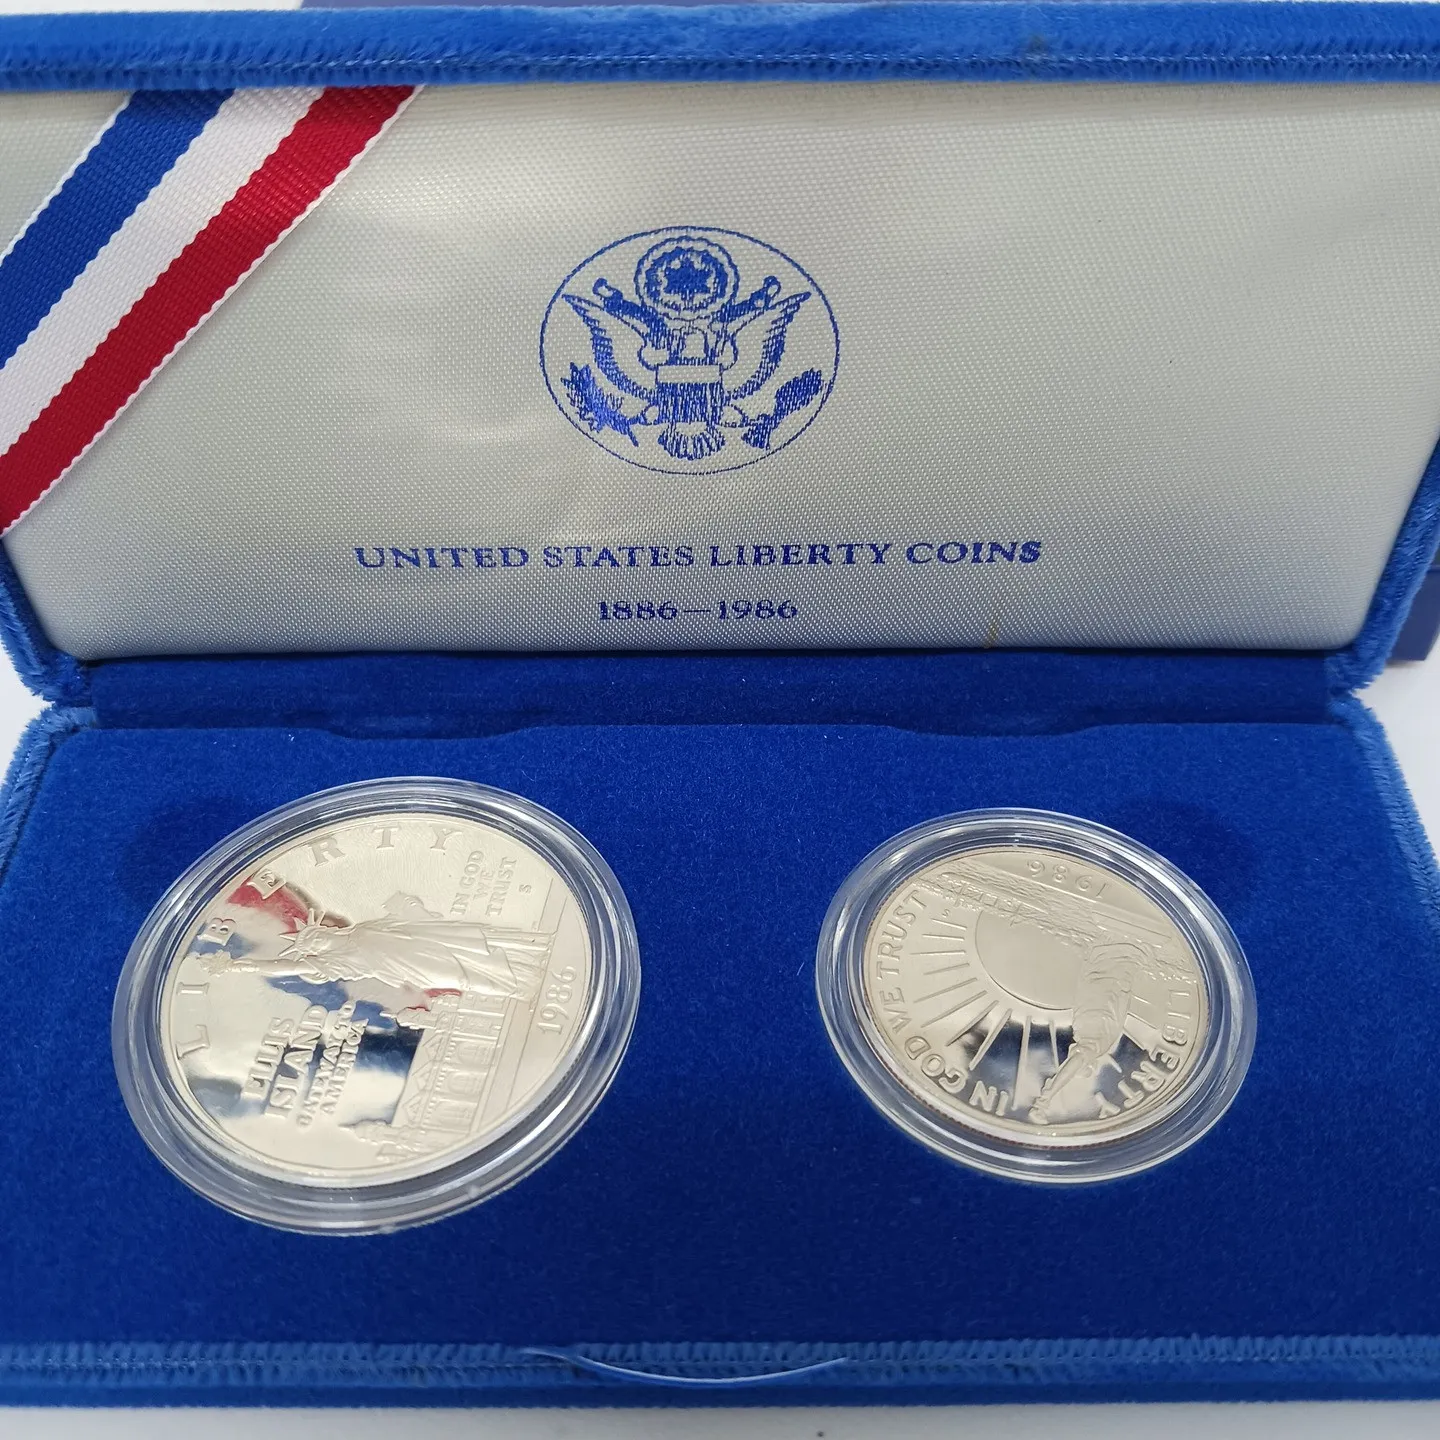 UNITED STATES LIBERTY COINS
1886–1986
LIBERTY
IN GOD
WE
TRUST
S
1986
ELLIS
ISLAND
GATEWAY TO
AMERICA
1986
IN GOD WE TRUST
LIBERTY